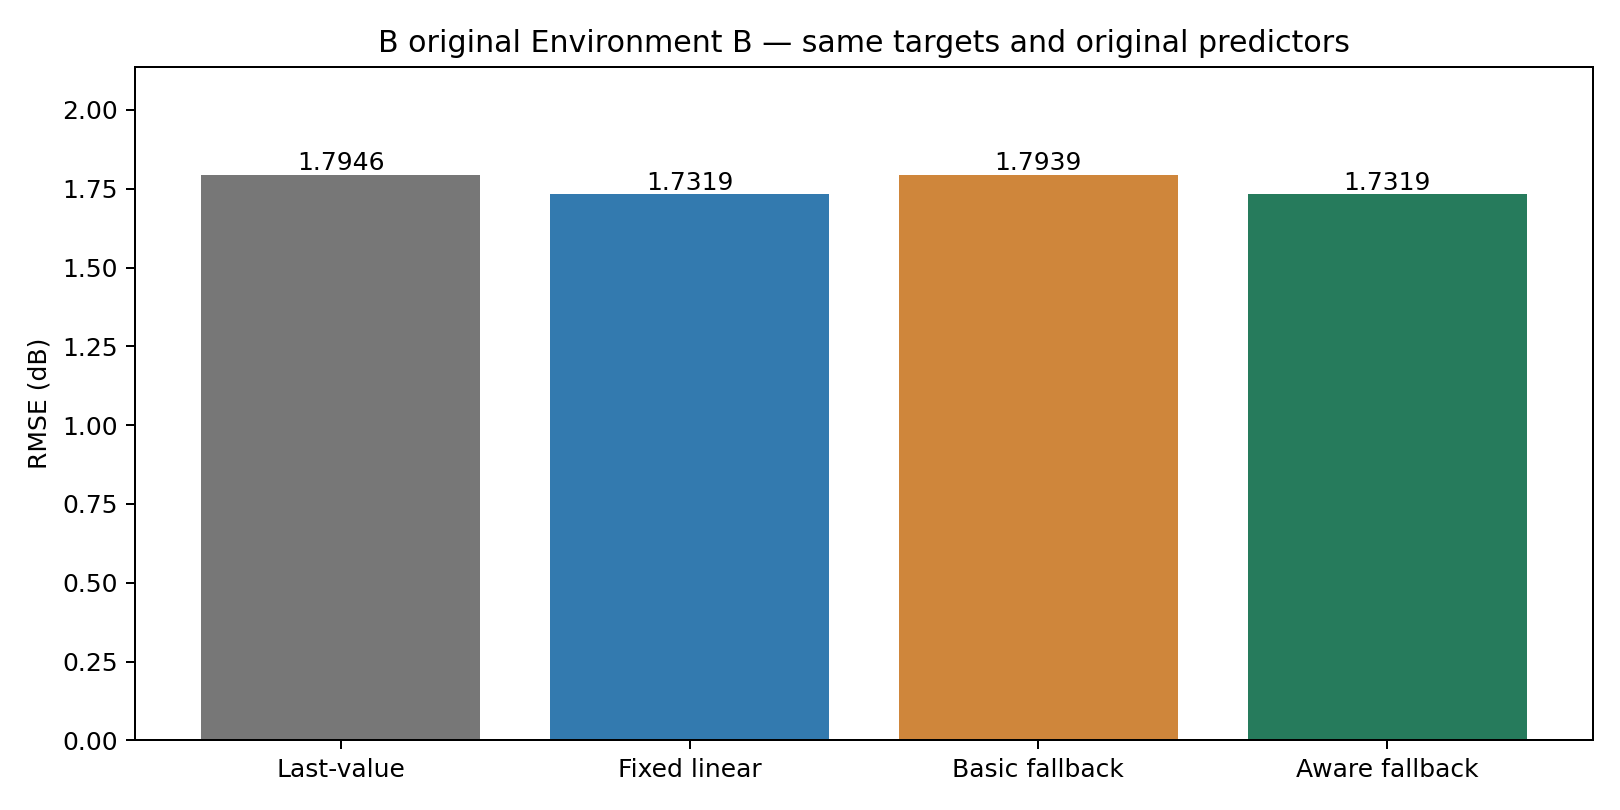 B original Environment B — same targets and original predictors
RMSE (dB)
2.00
1.75
1.50
1.25
1.00
0.75
0.50
0.25
0.00
1.7946
1.7319
1.7939
1.7319
Last-value
Fixed linear
Basic fallback
Aware fallback